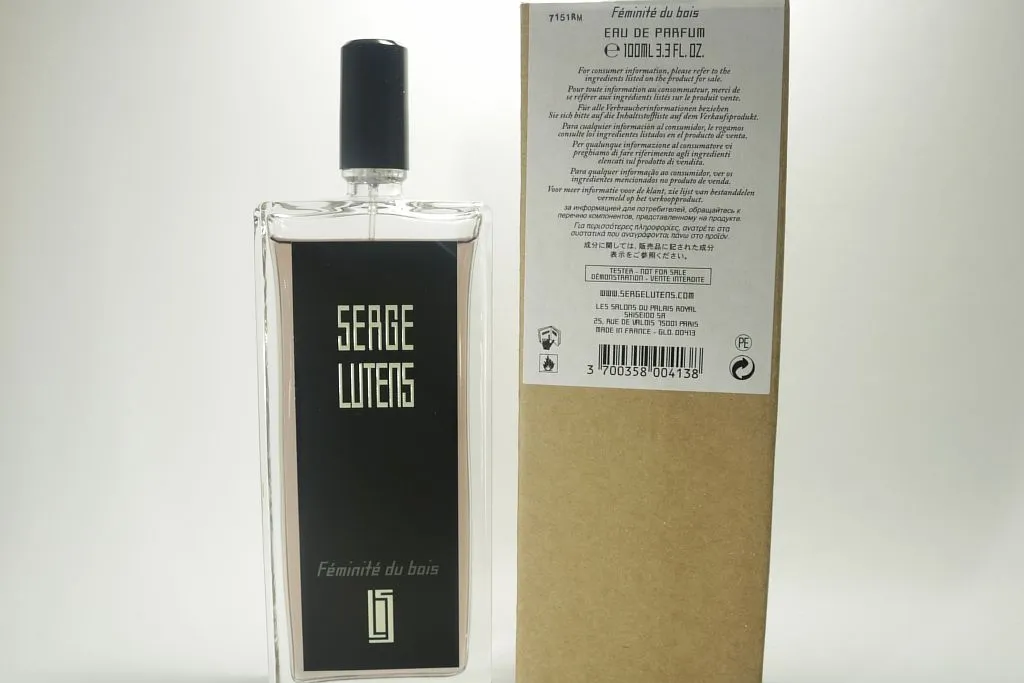 SERGE
LUTENS
Féminité du bois
7151RM
Féminité du bois
EAU DE PARFUM
℮ 100ML 3.3 FL. OZ.
For consumer information, please refer to the
ingredients listed on the product for sale.
Pour toute information au consommateur, merci de
se référer aux ingrédients listés sur le produit vente.
Für alle Verbraucherinformationen beziehen
Sie sich bitte auf die Inhaltsstoffliste auf dem Verkaufsprodukt.
Para cualquier información al consumidor, le rogamos
consulte los ingredientes listados en el producto de venta.
Per qualunque informazione al consumatore vi
preghiamo di fare riferimento agli ingredienti
elencati sul prodotto di vendita.
Para qualquer informação ao consumidor, ver os
ingredientes mencionados no produto de venda.
Voor meer informatie voor de klant, zie lijst van bestanddelen
vermeld op het verkoopproduct.
за информацией для потребителей, обращайтесь к
перечню компонентов, представленному на продукте.
Για περισσότερες πληροφορίες, ανατρέξτε στα
συστατικά που αναγράφονται πάνω στο προϊόν.
成分に関しては、販売品に記された成分
表示をご参照ください。
TESTER - NOT FOR SALE
DÉMONSTRATION - VENTE INTERDITE
WWW.SERGELUTENS.COM
LES SALONS DU PALAIS ROYAL
SHISEIDO SA
25, RUE DE VALOIS 75001 PARIS
MADE IN FRANCE - GLO. 00413
PE
3 700358 004138